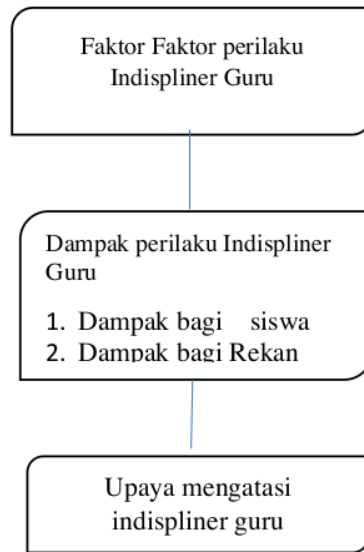 Faktor Faktor perilaku
Indispliner Guru
Dampak perilaku Indispliner
Guru
1. Dampak bagi siswa
2. Dampak bagi Rekan
Upaya mengatasi
indispliner guru